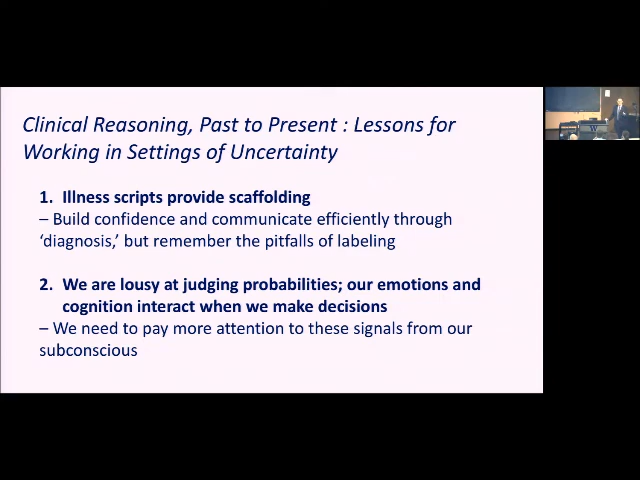 Clinical Reasoning, Past to Present : Lessons for
Working in Settings of Uncertainty
1. Illness scripts provide scaffolding
– Build confidence and communicate efficiently through
‘diagnosis,’ but remember the pitfalls of labeling
2. We are lousy at judging probabilities; our emotions and
cognition interact when we make decisions
– We need to pay more attention to these signals from our
subconscious